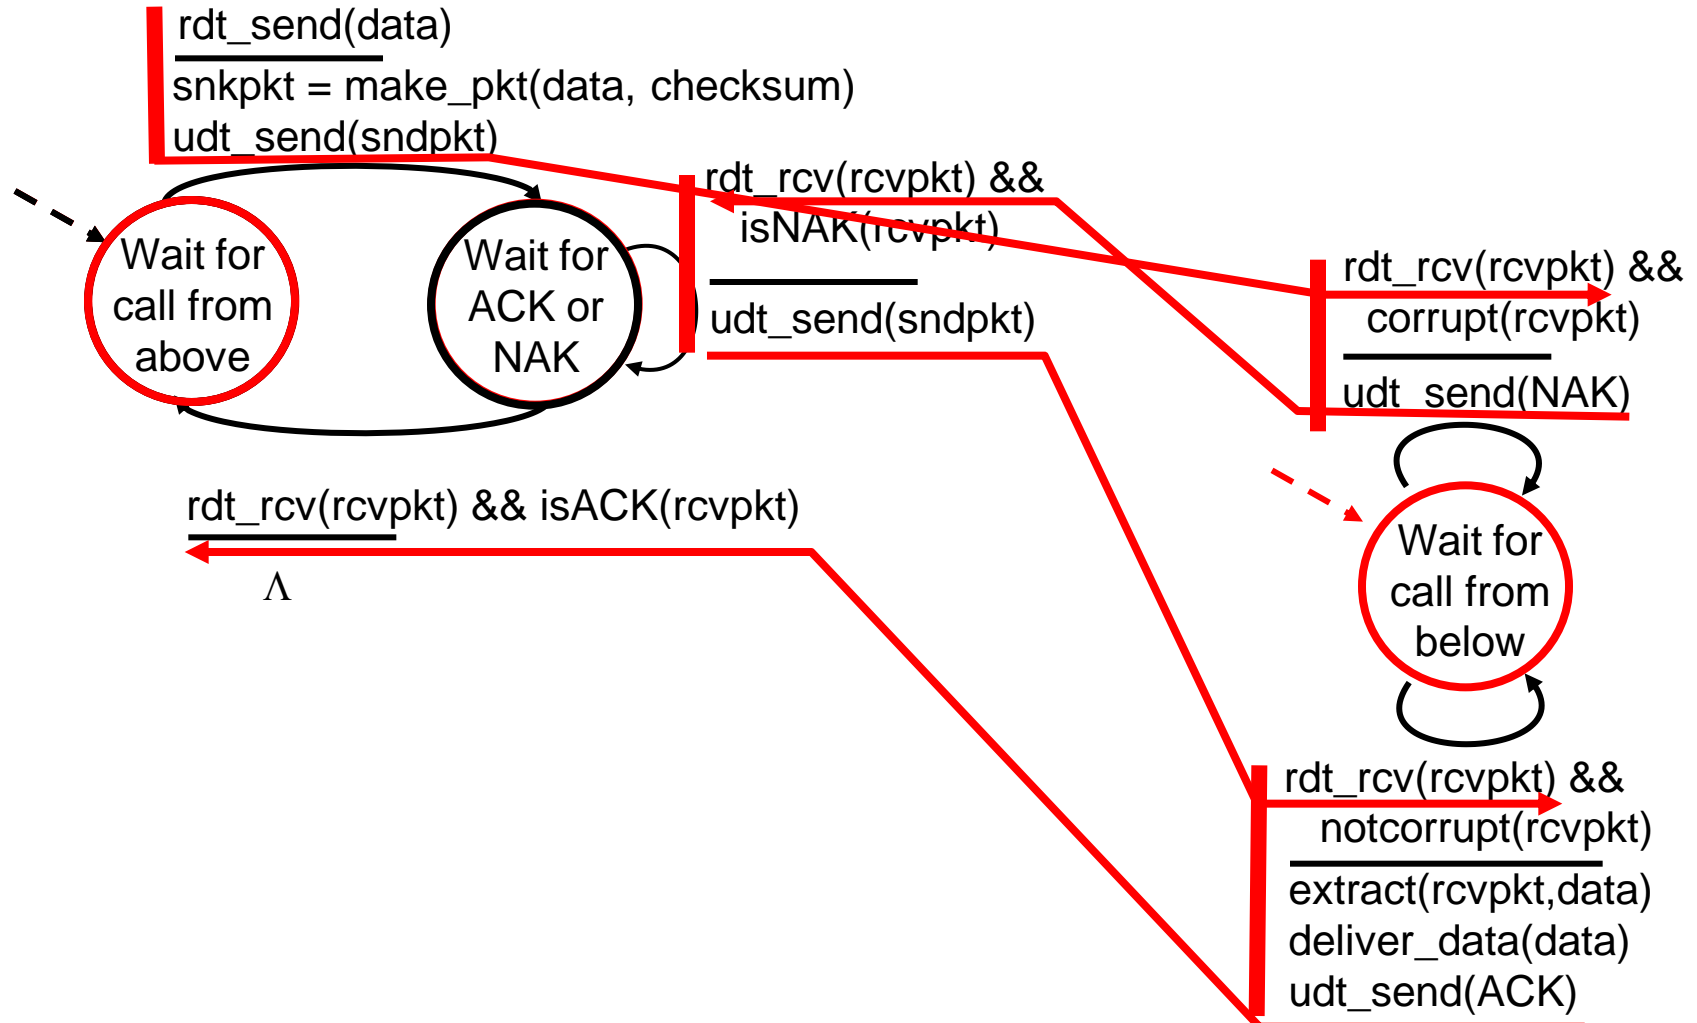 rdt_send(data)
snkpkt = make_pkt(data, checksum)
udt_send(sndpkt)
Wait for
call from
above
Wait for
ACK or
NAK
rdt_rcv(rcvpkt) &&
isNAK(rcvpkt)
udt_send(sndpkt)
rdt_rcv(rcvpkt) && isACK(rcvpkt)
Λ
rdt_rcv(rcvpkt) &&
corrupt(rcvpkt)
udt_send(NAK)
Wait for
call from
below
rdt_rcv(rcvpkt) &&
notcorrupt(rcvpkt)
extract(rcvpkt,data)
deliver_data(data)
udt_send(ACK)